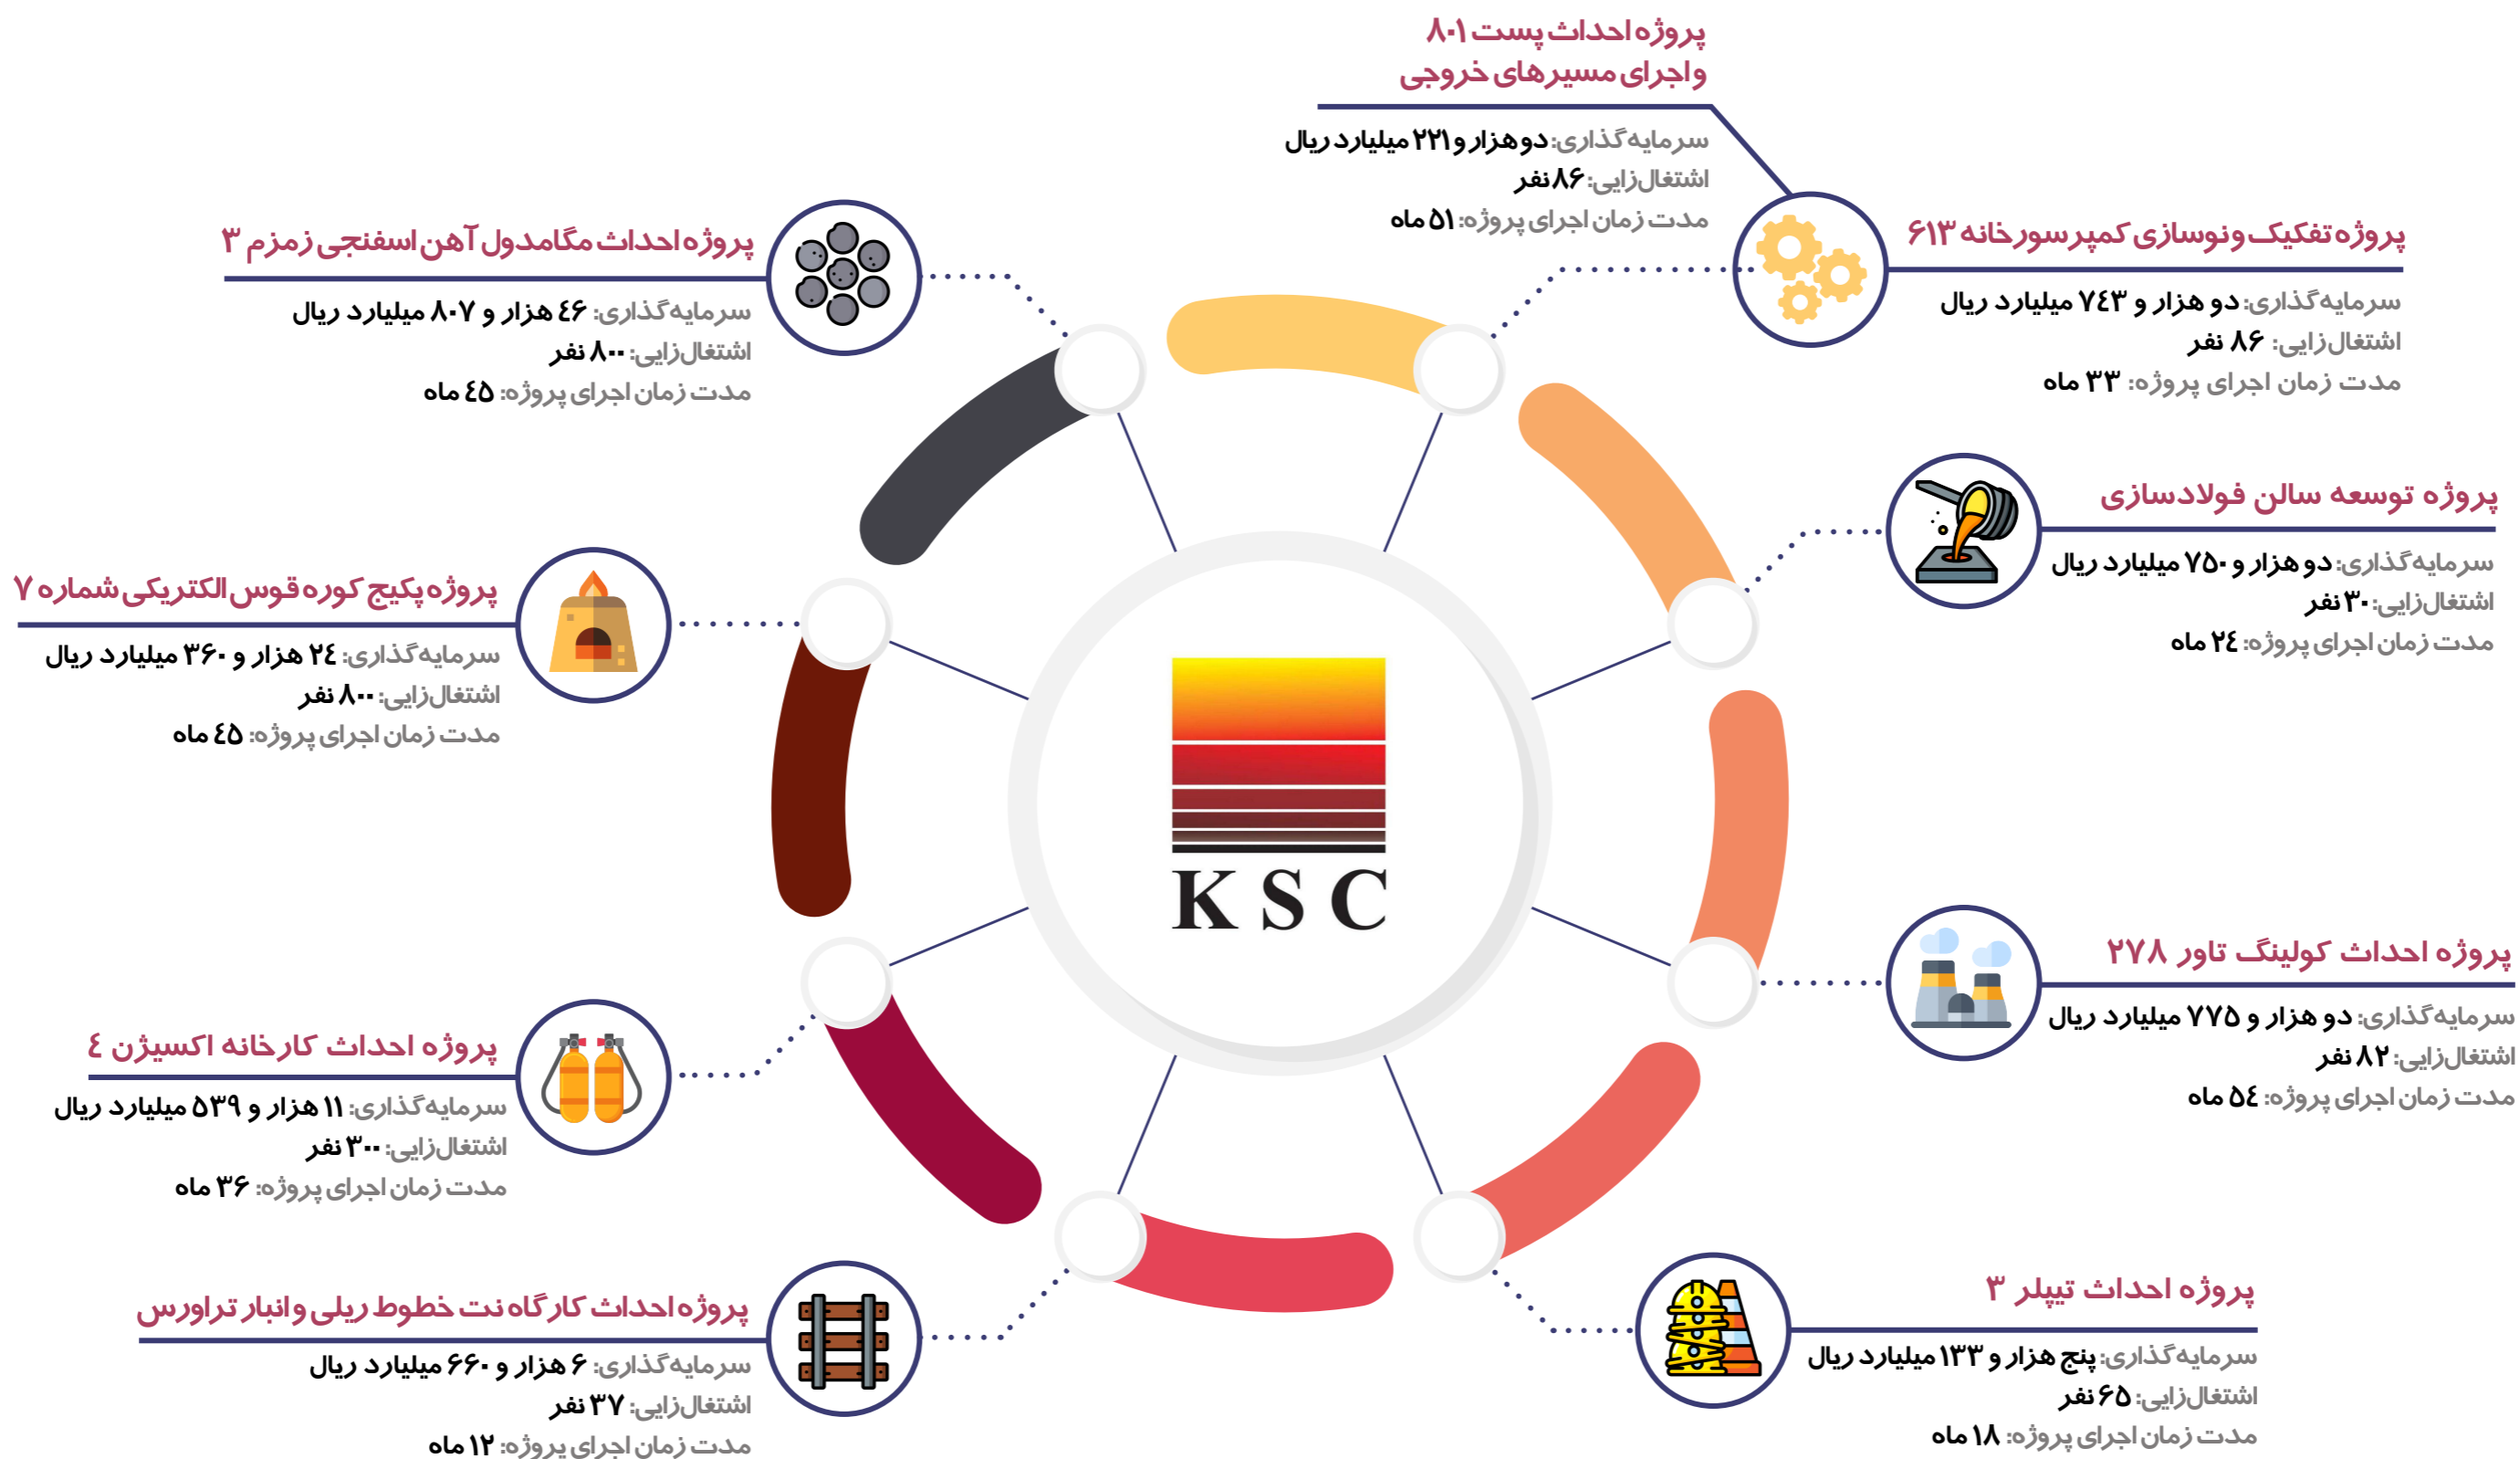 پروژه احداث پست ۸۰۱
و اجرای مسیرهای خروجی
سرمایه‌گذاری: دو هزار و ۲۲۱ میلیارد ریال
اشتغال‌زایی: ۸۶ نفر
مدت زمان اجرای پروژه: ۵۱ ماه
پروژه تفکیک و نوسازی کمپرسورخانه ۶۱۳
سرمایه‌گذاری: دو هزار و ۷٤۳ میلیارد ریال
اشتغال‌زایی: ۸۶ نفر
مدت زمان اجرای پروژه: ۳۳ ماه
پروژه توسعه سالن فولادسازی
سرمایه‌گذاری: دو هزار و ۷۵۰ میلیارد ریال
اشتغال‌زایی: ۳۰ نفر
مدت زمان اجرای پروژه: ۲٤ ماه
پروژه احداث کولینگ تاور ۲۷۸
سرمایه‌گذاری: دو هزار و ۷۷۵ میلیارد ریال
اشتغال‌زایی: ۸۲ نفر
مدت زمان اجرای پروژه: ۵٤ ماه
پروژه احداث تیپلر ۳
سرمایه‌گذاری: پنج هزار و ۱۳۳ میلیارد ریال
اشتغال‌زایی: ۶۵ نفر
مدت زمان اجرای پروژه: ۱۸ ماه
پروژه احداث مگامدول آهن اسفنجی زمزم ۳
سرمایه‌گذاری: ٤۶ هزار و ۸۰۷ میلیارد ریال
اشتغال‌زایی: ۸۰۰ نفر
مدت زمان اجرای پروژه: ٤۵ ماه
پروژه پکیج کوره قوس الکتریکی شماره ۷
سرمایه‌گذاری: ۲٤ هزار و ۳۶۰ میلیارد ریال
اشتغال‌زایی: ۸۰۰ نفر
مدت زمان اجرای پروژه: ٤۵ ماه
پروژه احداث کارخانه اکسیژن ٤
سرمایه‌گذاری: ۱۱ هزار و ۵۳۹ میلیارد ریال
اشتغال‌زایی: ۳۰۰ نفر
مدت زمان اجرای پروژه: ۳۶ ماه
پروژه احداث کارگاه نت خطوط ریلی و انبار تراورس
سرمایه‌گذاری: ۶ هزار و ۶۶۰ میلیارد ریال
اشتغال‌زایی: ۳۷ نفر
مدت زمان اجرای پروژه: ۱۲ ماه
KSC